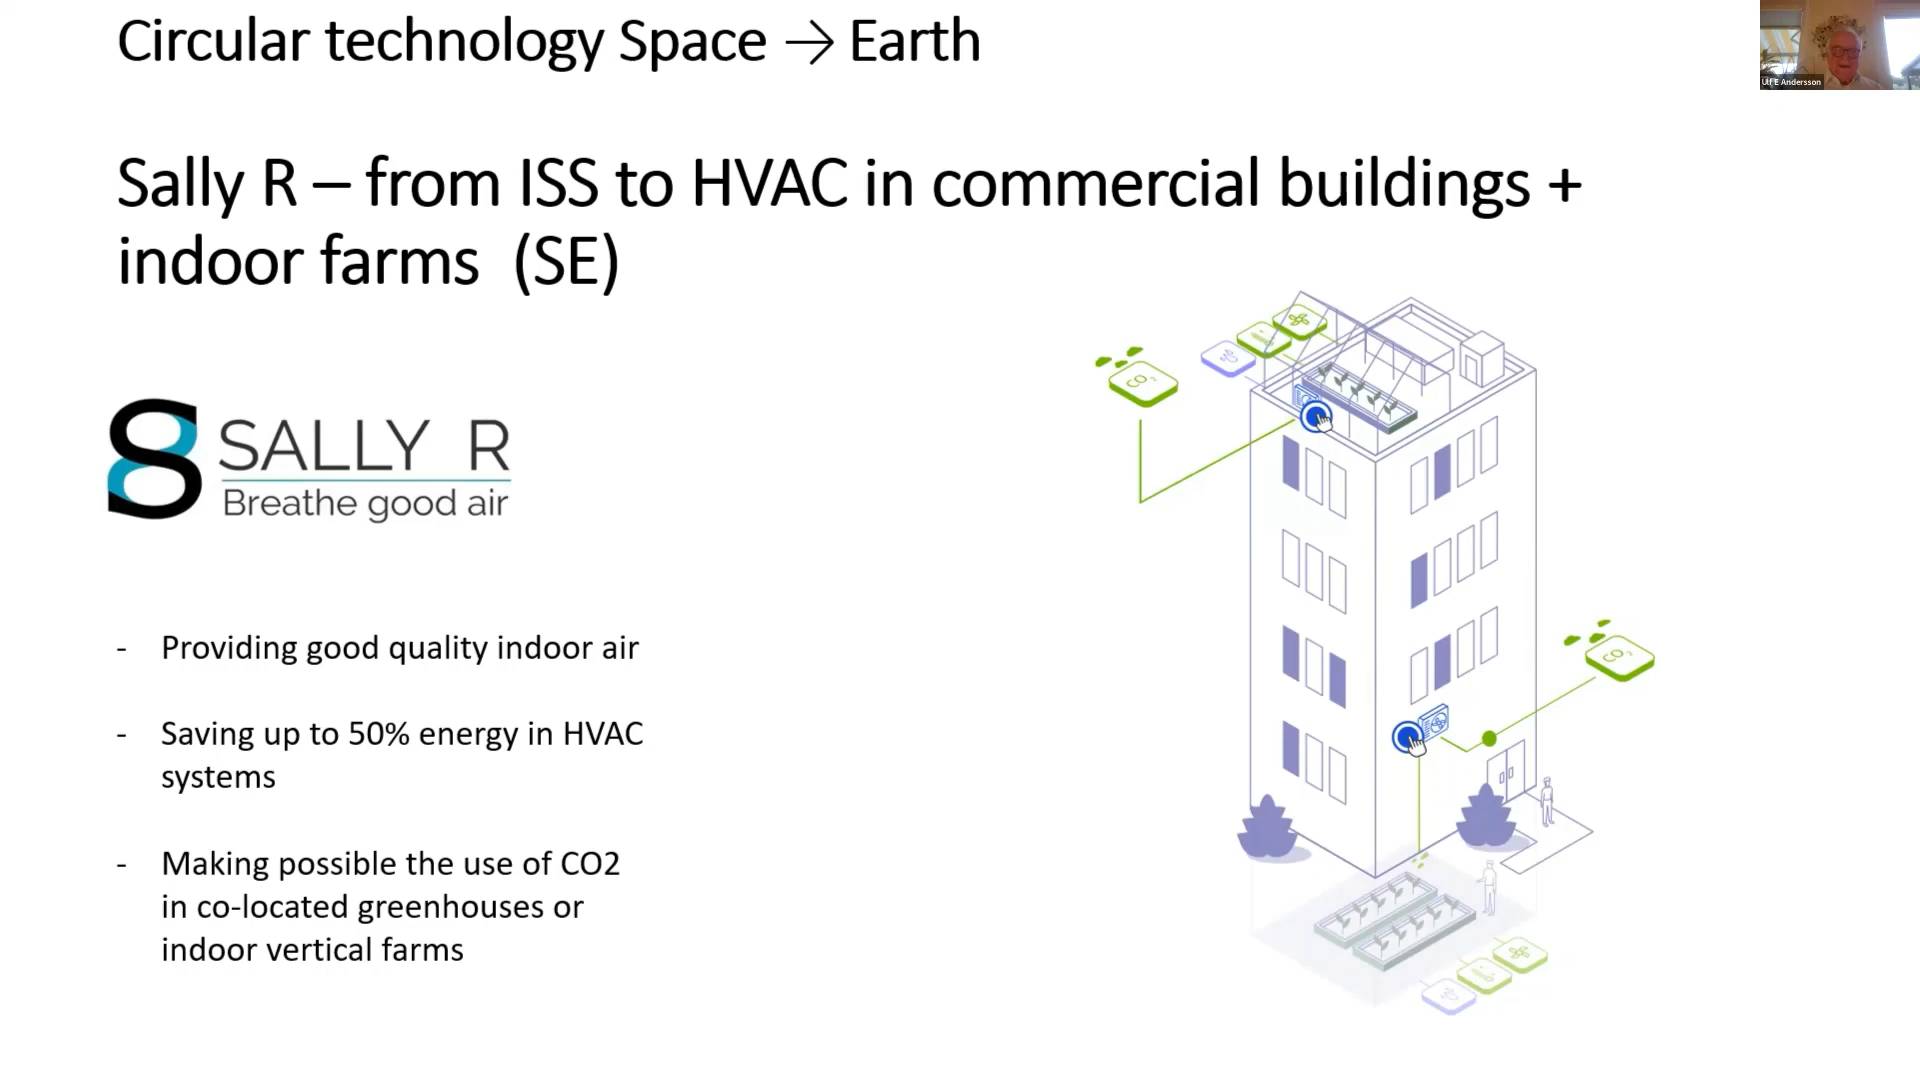 Circular technology Space → Earth
Ulf E Andersson
Sally R – from ISS to HVAC in commercial buildings +
indoor farms (SE)
SALLY R
Breathe good air
- Providing good quality indoor air
- Saving up to 50% energy in HVAC
systems
- Making possible the use of CO2
in co-located greenhouses or
indoor vertical farms
CO2
CO2